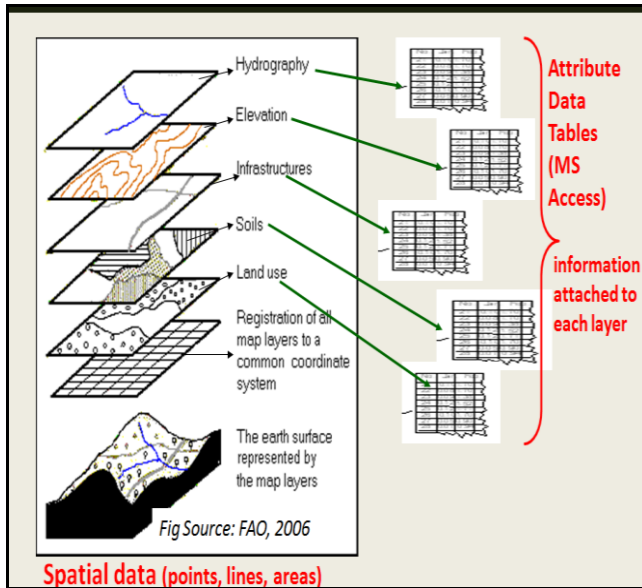 Hydrography
Elevation
Infrastructures
Soils
Land use
Registration of all
map layers to a
common coordinate
system
The earth surface
represented by
the map layers
Fig Source: FAO, 2006
Spatial data (points, lines, areas)
Attribute
Data
Tables
(MS
Access)
information
attached to
each layer